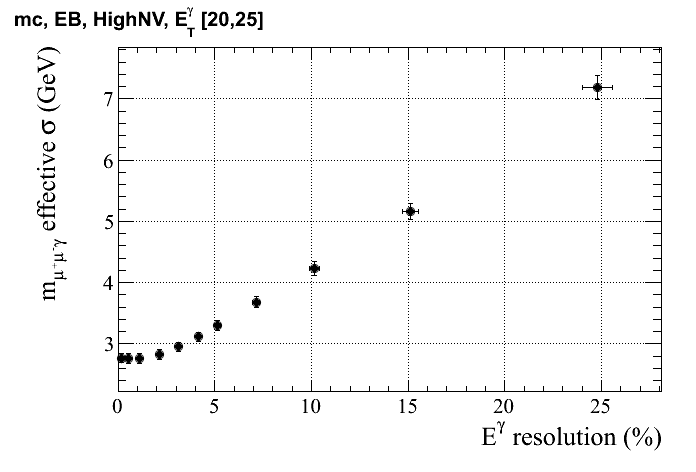 mc, EB, HighNV, E_T^γ [20,25]
m_{μ⁺μ⁻γ} effective σ (GeV)
7
6
5
4
3
0 5 10 15 20 25
E^γ resolution (%)